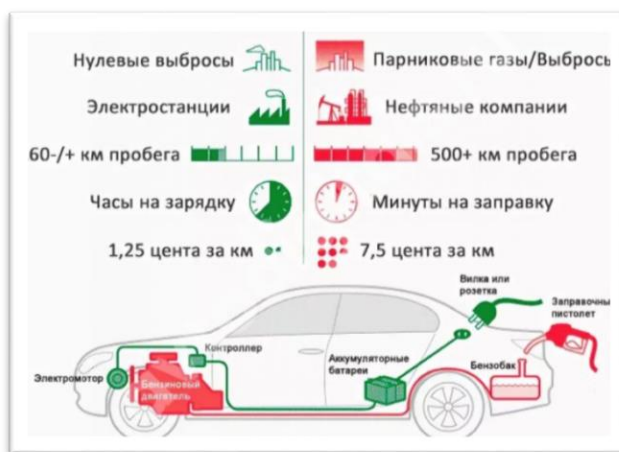 Нулевые выбросы
Парниковые газы/Выбросы
Электростанции
Нефтяные компании
60-/+ км пробега
500+ км пробега
Часы на зарядку
Минуты на заправку
1,25 цента за км
7,5 цента за км
Вилка или
розетка
Заправочный
пистолет
Контроллер
Электромотор
Бензиновый
двигатель
Аккумуляторные
батареи
Бензобак